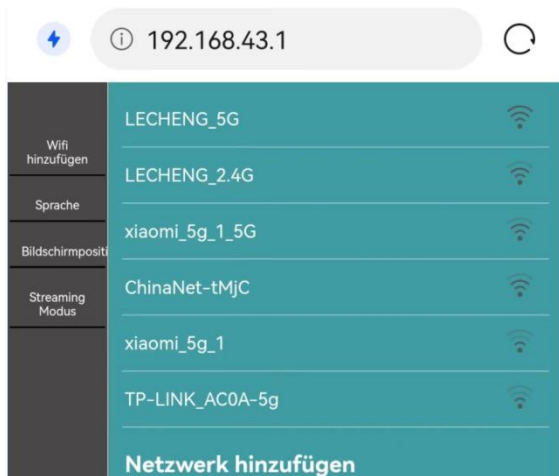 192.168.43.1
Wifi
hinzufügen
Sprache
Bildschirmpositi
Streaming
Modus
LECHENG_5G
LECHENG_2.4G
xiaomi_5g_1_5G
ChinaNet-tMjC
xiaomi_5g_1
TP-LINK_AC0A-5g
Netzwerk hinzufügen